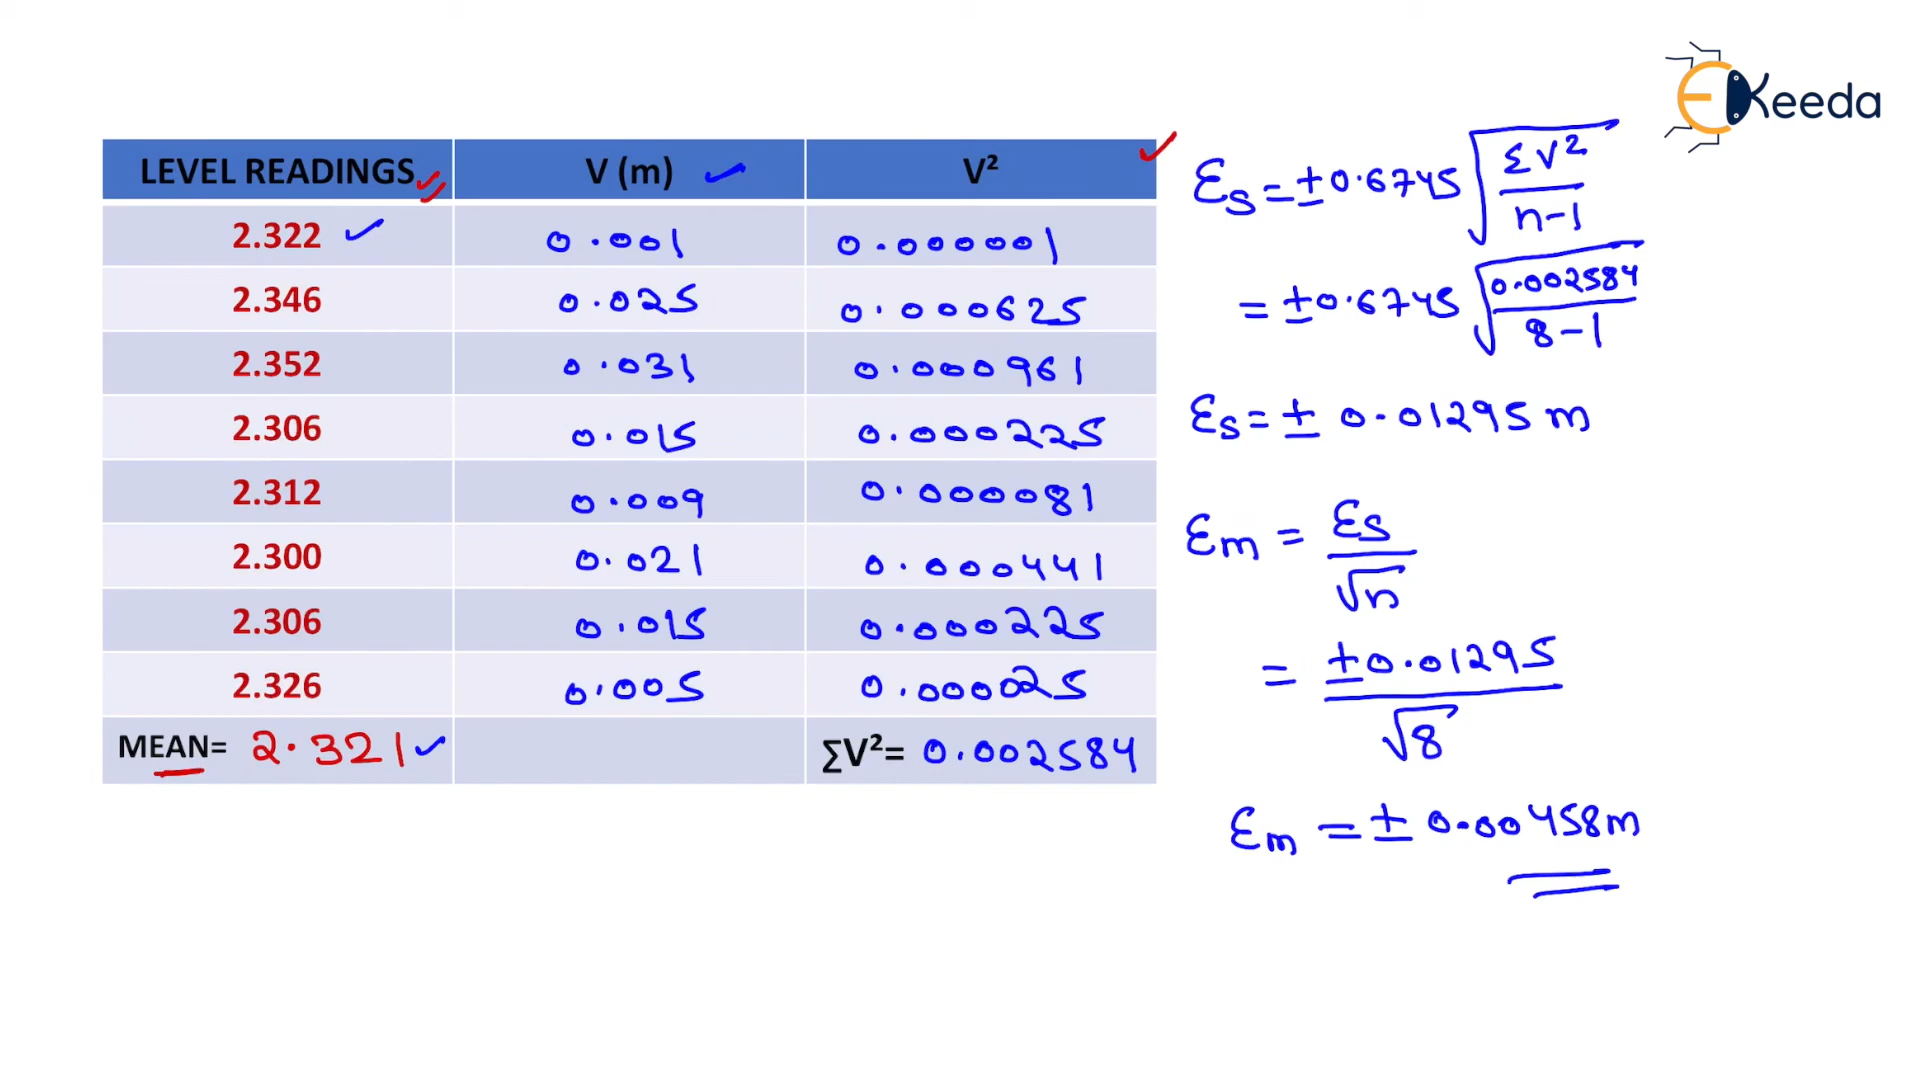 EKeeda
LEVEL READINGS V (m) V²
2.322 0.001 0.000001
2.346 0.025 0.000625
2.352 0.031 0.000961
2.306 0.015 0.000225
2.312 0.009 0.000081
2.300 0.021 0.000441
2.306 0.015 0.000225
2.326 0.005 0.000025
MEAN= 2.321 ∑V²= 0.002584
Es = ±0.6745 √(ΣV²/(n-1))
= ±0.6745 √(0.002584/(8-1))
Es = ± 0.01295 m
Em = Es/√n
= ±0.01295/√8
Em = ± 0.00458m